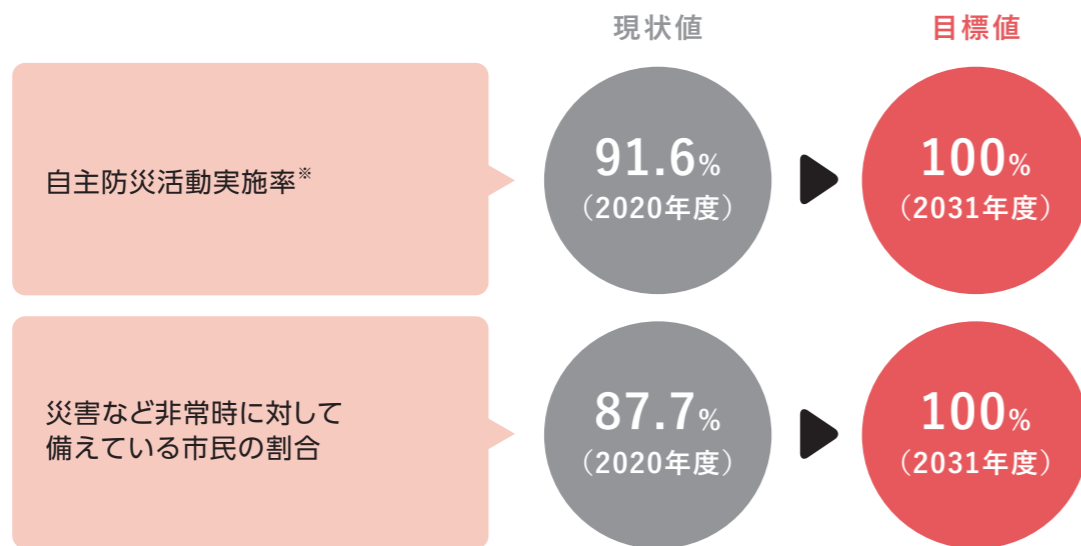 現状値
目標値
自主防災活動実施率※
91.6%
（2020年度）
100%
（2031年度）
災害など非常時に対して
備えている市民の割合
87.7%
（2020年度）
100%
（2031年度）